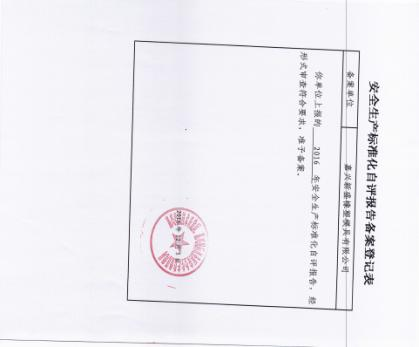 安全生产标准化自评报告备案登记表
备案单位 嘉兴新盛橡塑模具有限公司
你单位上报的 2016 年安全生产标准化自评报告，经
形式审查符合要求，准予备案。